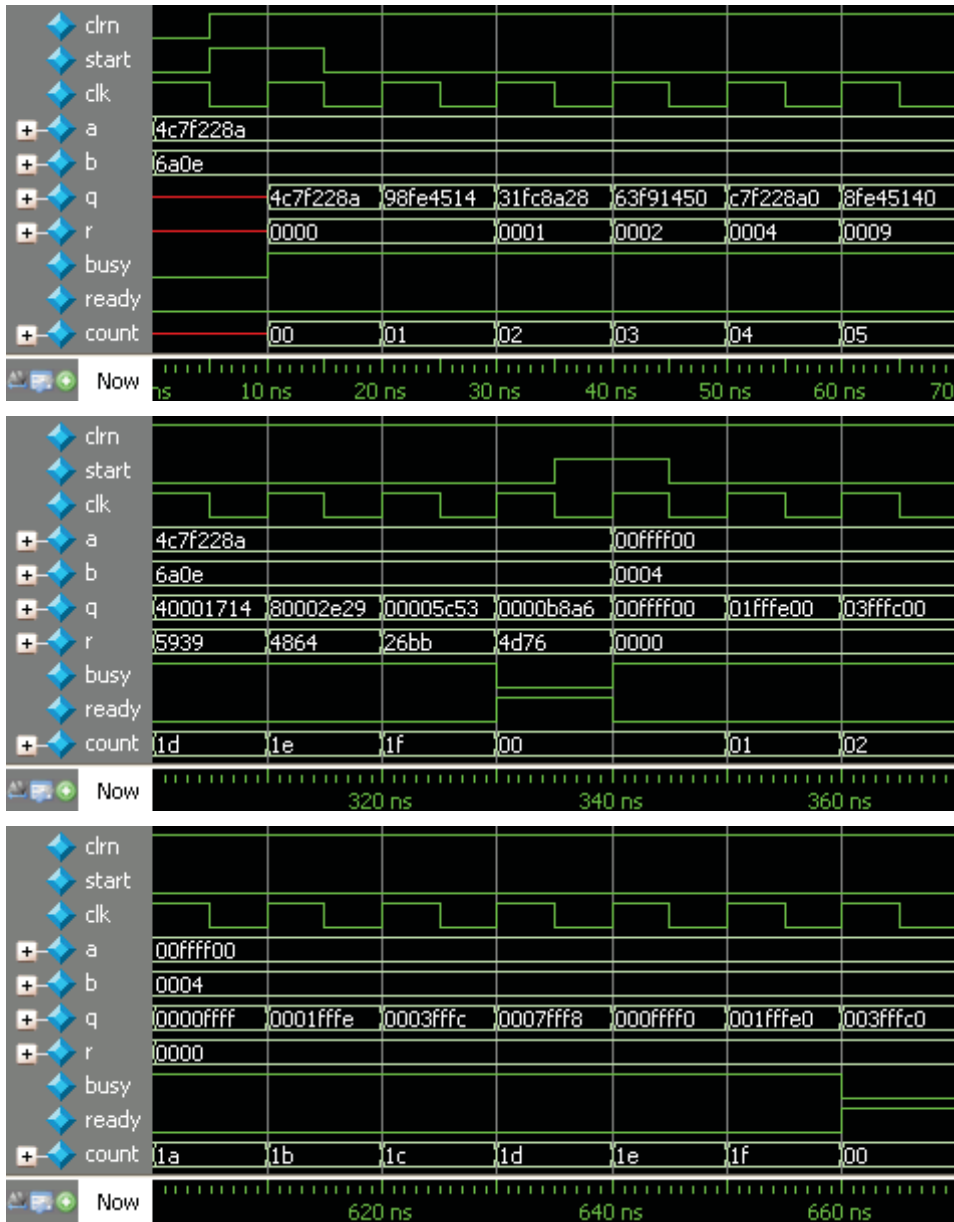 clrn
start
clk
a 4c7f228a
b 6a0e
q 4c7f228a 98fe4514 31fc8a28 63f91450 c7f228a0 8fe45140
r 0000 0001 0002 0004 0009
busy
ready
count 00 01 02 03 04 05
Now ns 10 ns 20 ns 30 ns 40 ns 50 ns 60 ns 70
clrn
start
clk
a 4c7f228a 00ffff00
b 6a0e 0004
q 40001714 80002e29 00005c53 0000b8a6 00ffff00 01fffe00 03fffc00
r 5939 4864 26bb 4d76 0000
busy
ready
count 1d 1e 1f 00 01 02
Now 320 ns 340 ns 360 ns
clrn
start
clk
a 00ffff00
b 0004
q 0000ffff 0001fffe 0003fffc 0007fff8 000ffff0 001fffe0 003fffc0
r 0000
busy
ready
count 1a 1b 1c 1d 1e 1f 00
Now 620 ns 640 ns 660 ns